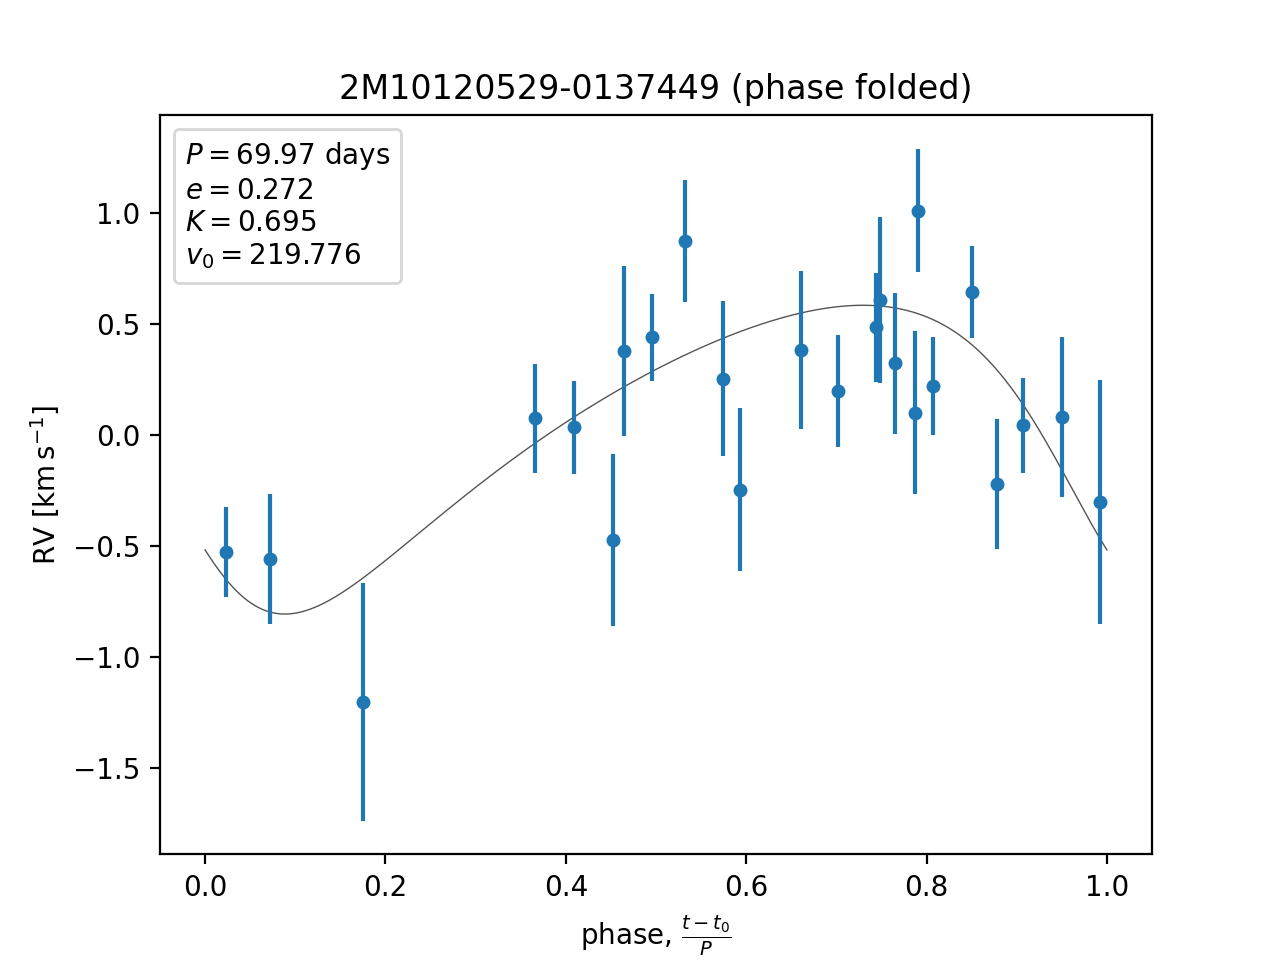 2M10120529-0137449 (phase folded)
P = 69.97 days
e = 0.272
K = 0.695
v₀ = 219.776
1.0
0.5
0.0
−0.5
−1.0
−1.5
RV [km s⁻¹]
0.0 0.2 0.4 0.6 0.8 1.0
phase, (t − t₀)/P